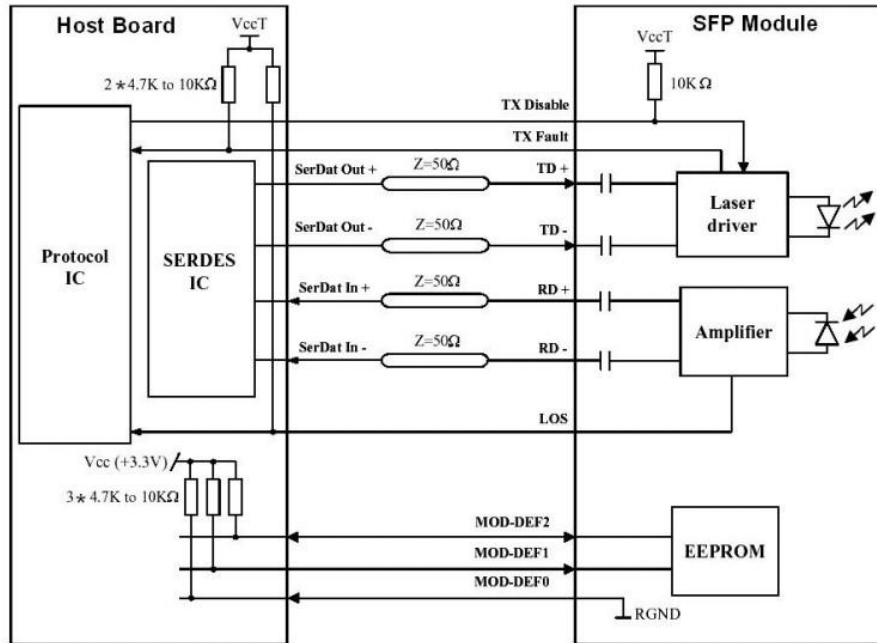 Host Board
SFP Module
VccT
VccT
2*4.7K to 10KΩ
10KΩ
TX Disable
TX Fault
SerDat Out +
Z=50Ω
TD +
SerDat Out -
Z=50Ω
TD -
Laser
driver
Protocol
IC
SERDES
IC
SerDat In +
Z=50Ω
RD +
SerDat In -
Z=50Ω
RD -
Amplifier
LOS
Vcc (+3.3V)
3*4.7K to 10KΩ
MOD-DEF2
MOD-DEF1
MOD-DEF0
EEPROM
RGND